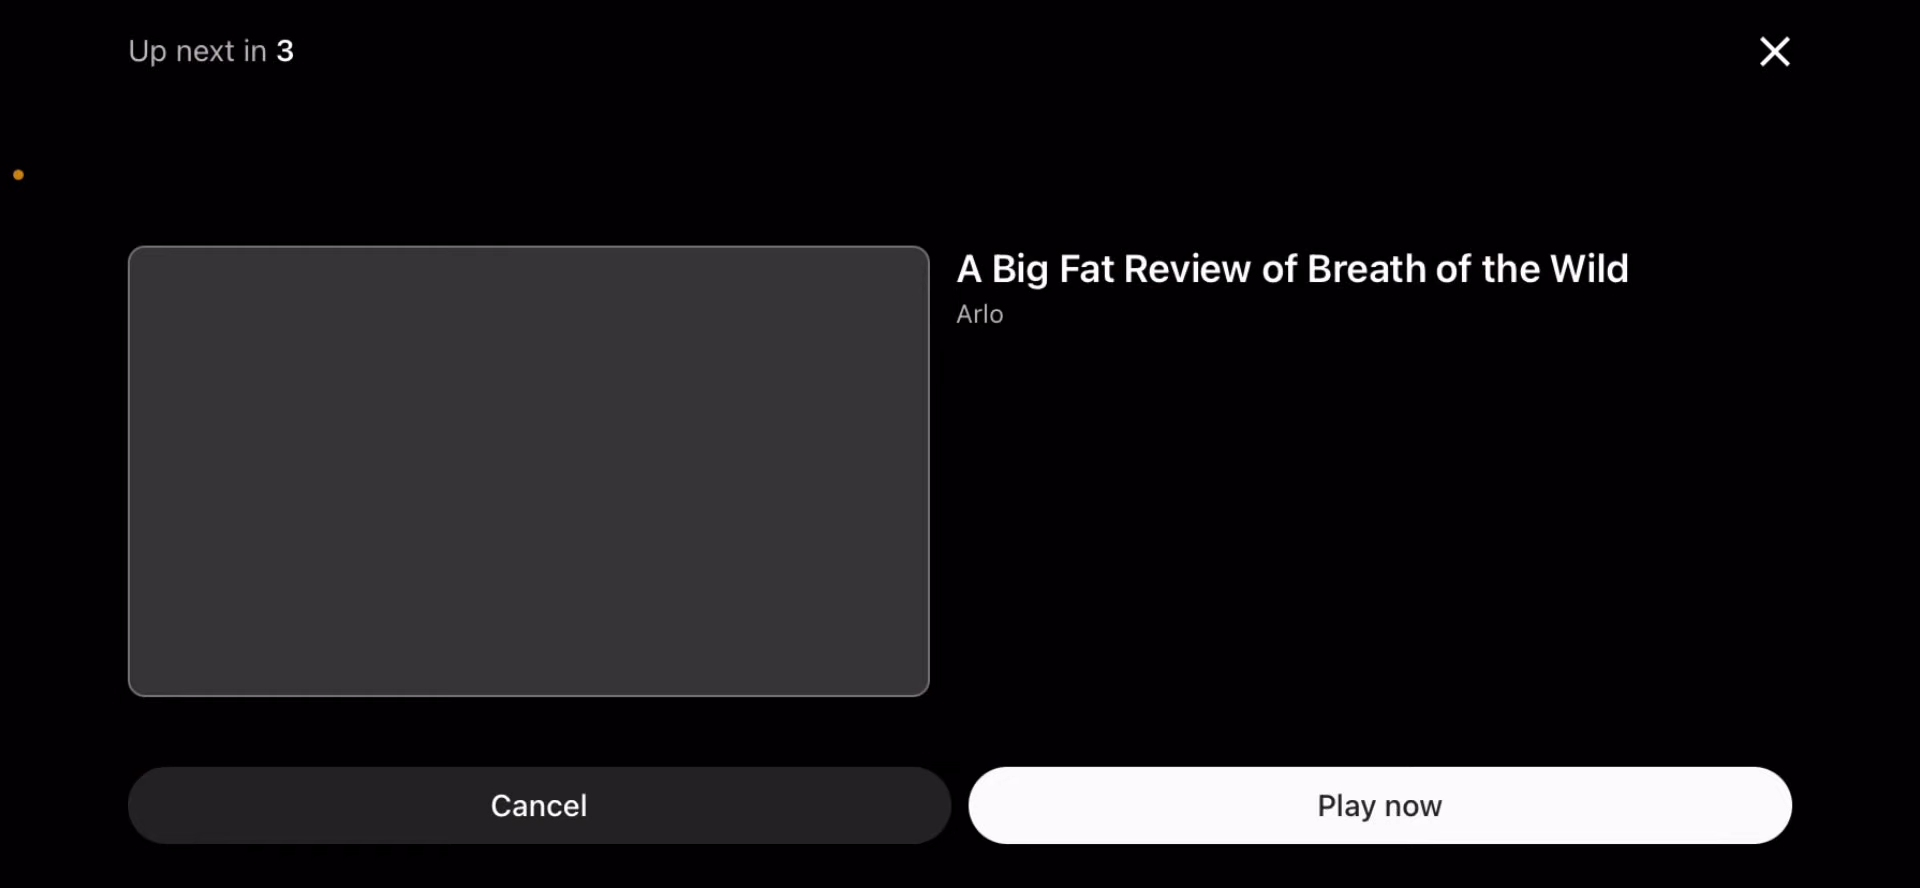 Up next in 3
A Big Fat Review of Breath of the Wild
Arlo
Cancel
Play now